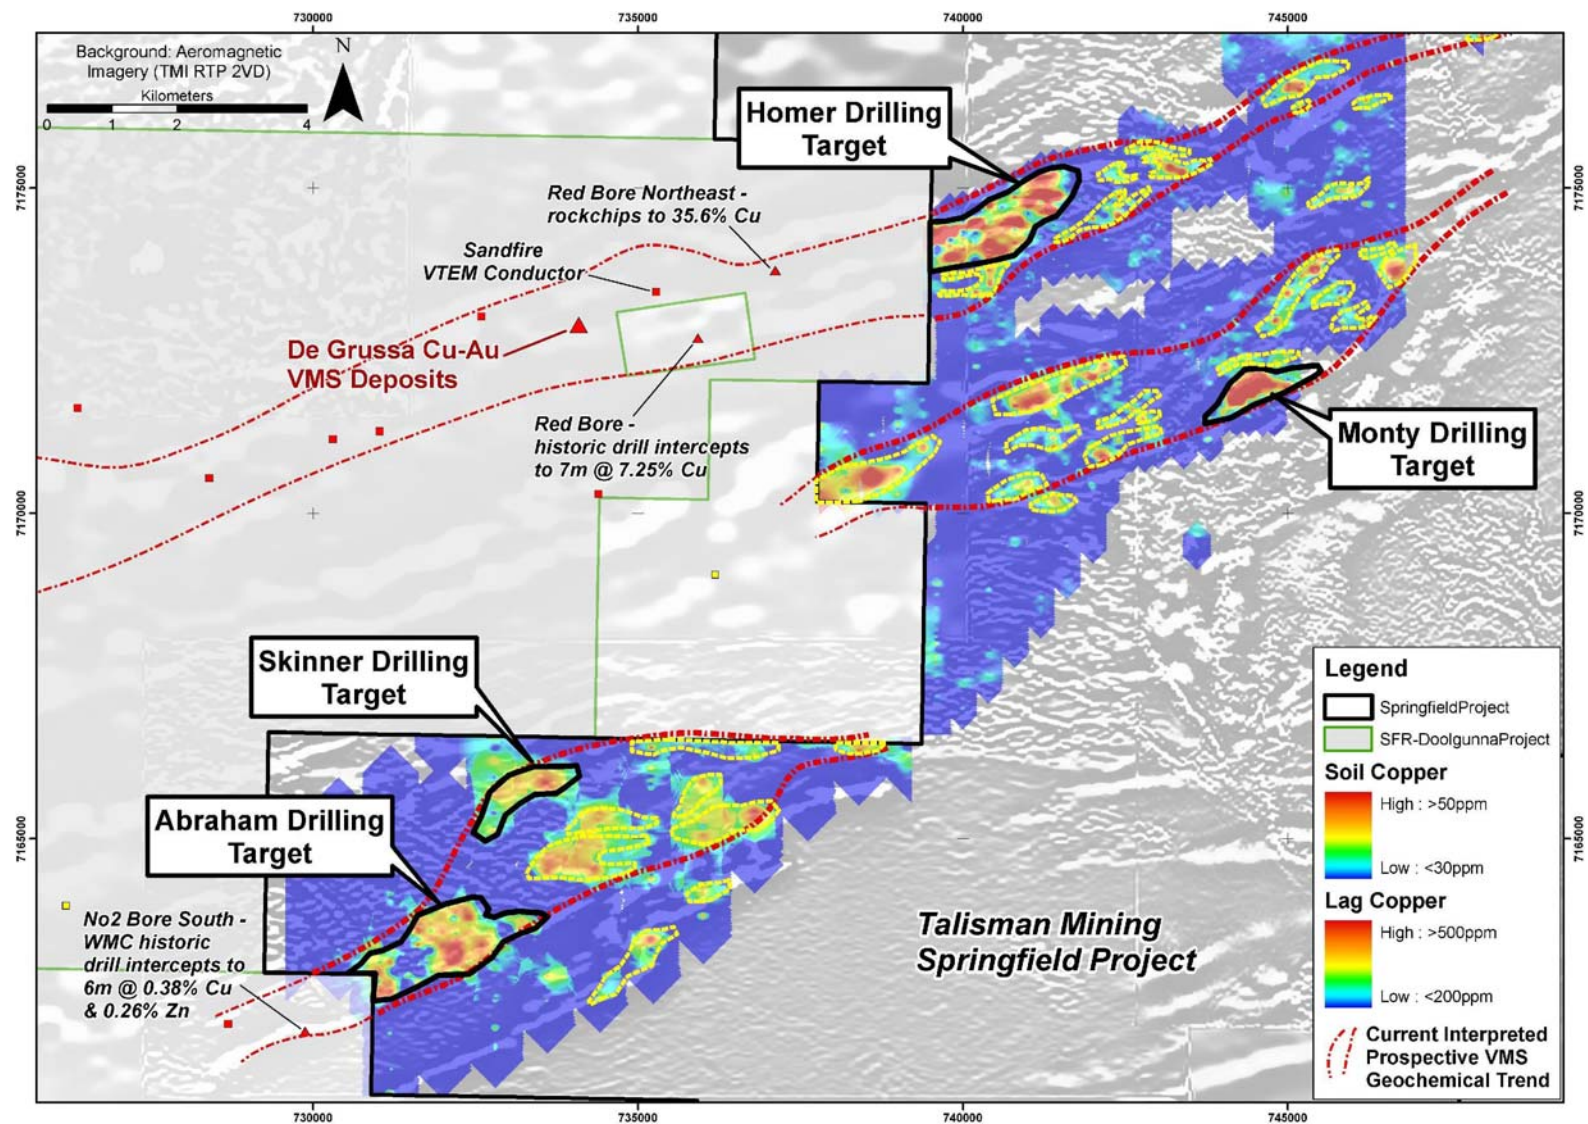 730000
735000
740000
745000
Background: Aeromagnetic
Imagery (TMI RTP 2VD)
Kilometers
0 1 2 4
N
Homer Drilling
Target
7175000
7175000
Red Bore Northeast -
rockchips to 35.6% Cu
Sandfire
VTEM Conductor
De Grussa Cu-Au
VMS Deposits
Red Bore -
historic drill intercepts
to 7m @ 7.25% Cu
Monty Drilling
Target
7170000
7170000
Skinner Drilling
Target
Abraham Drilling
Target
7165000
7165000
No2 Bore South -
WMC historic
drill intercepts to
6m @ 0.38% Cu
& 0.26% Zn
Talisman Mining
Springfield Project
Legend
SpringfieldProject
SFR-DoolgunnaProject
Soil Copper
High : >50ppm
Low : <30ppm
Lag Copper
High : >500ppm
Low : <200ppm
Current Interpreted
Prospective VMS
Geochemical Trend
730000
735000
740000
745000